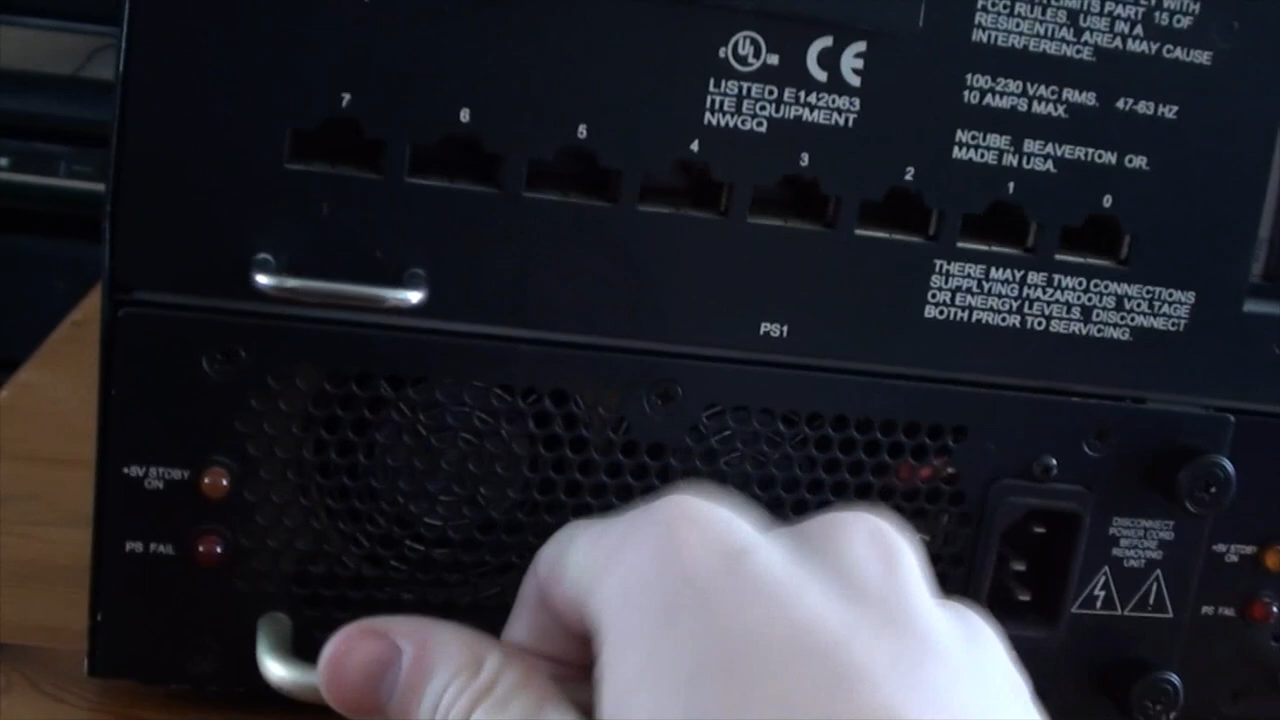 FCC RULES. USE IN A
RESIDENTIAL AREA MAY CAUSE
INTERFERENCE.
100-230 VAC RMS. 47-63 HZ
10 AMPS MAX.
NCUBE, BEAVERTON OR.
MADE IN USA.
C UL US CE
LISTED E142063
ITE EQUIPMENT
NWGQ
7 6 5 4 3 2 1 0
THERE MAY BE TWO CONNECTIONS
SUPPLYING HAZARDOUS VOLTAGE
OR ENERGY LEVELS. DISCONNECT
BOTH PRIOR TO SERVICING.
PS1
+5V STDBY
ON
PS FAIL
DISCONNECT
POWER CORD
BEFORE
REMOVING
UNIT
+5V STDBY
ON
PS FAIL